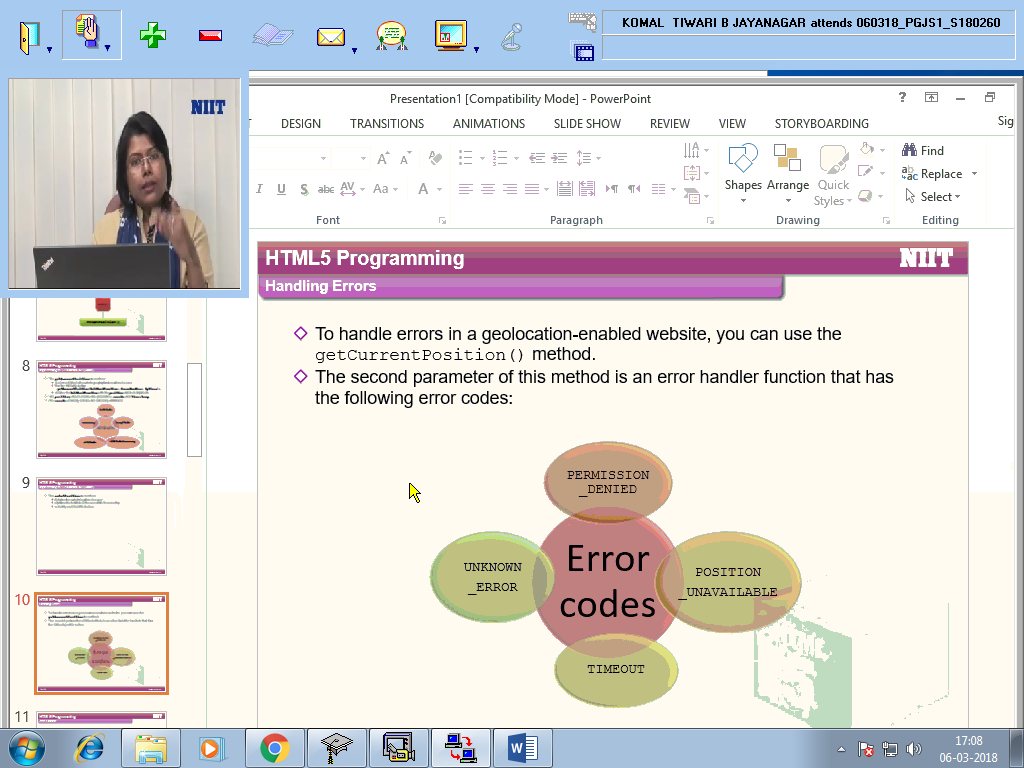 KOMAL TIWARI B JAYANAGAR attends 060318_PGJS1_S180260
NIIT
Presentation1 [Compatibility Mode] - PowerPoint
?
DESIGN TRANSITIONS ANIMATIONS SLIDE SHOW REVIEW VIEW STORYBOARDING Sig
Find
Replace
Select
Shapes Arrange Quick Styles
Font Paragraph Drawing Editing
HTML5 Programming
NIIT
Handling Errors
To handle errors in a geolocation-enabled website, you can use the
getCurrentPosition() method.
The second parameter of this method is an error handler function that has
the following error codes:
PERMISSION
_DENIED
UNKNOWN
_ERROR
Error
codes
POSITION
_UNAVAILABLE
TIMEOUT
8
9
10
11
17:08
06-03-2018